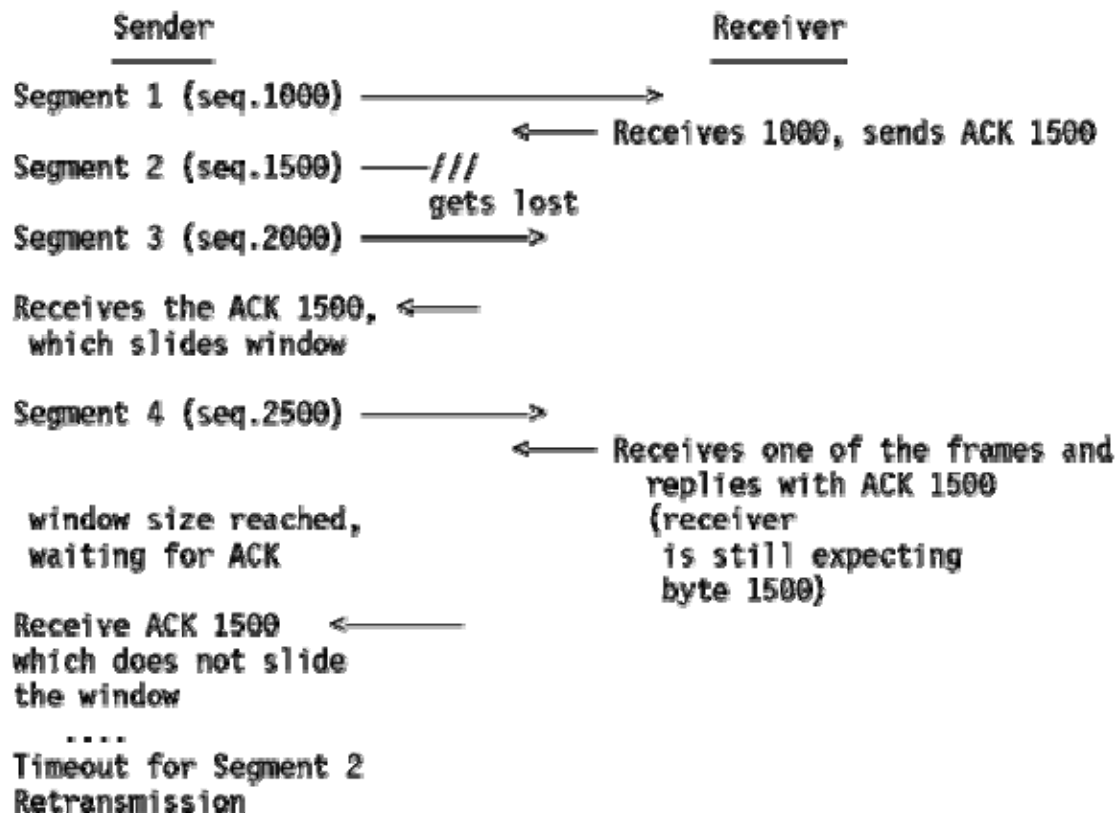 Sender Receiver
Segment 1 (seq.1000)
Receives 1000, sends ACK 1500
Segment 2 (seq.1500) ///
gets lost
Segment 3 (seq.2000)
Receives the ACK 1500,
which slides window
Segment 4 (seq.2500)
Receives one of the frames and
replies with ACK 1500
window size reached, (receiver
waiting for ACK is still expecting
byte 1500)
Receive ACK 1500
which does not slide
the window
....
Timeout for Segment 2
Retransmission